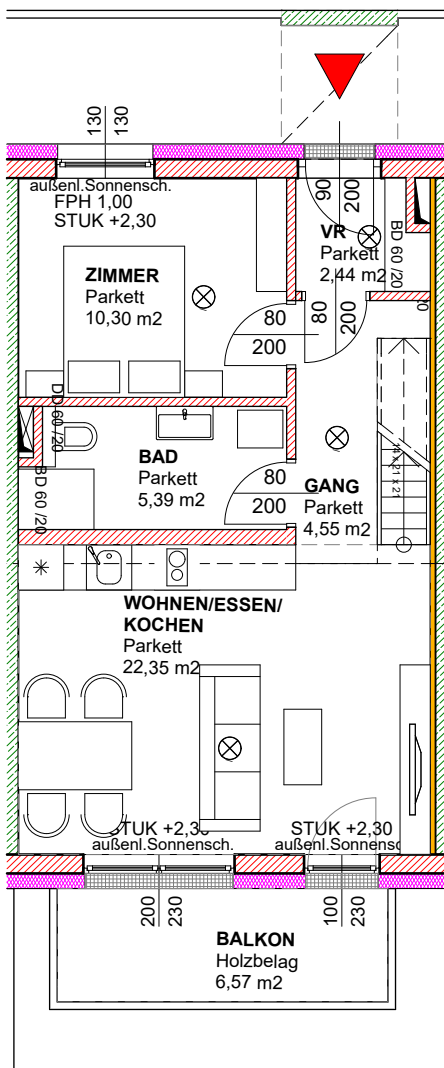 130
130
außenl.Sonnensch.
FPH 1,00
STUK +2,30
90
200
VR
Parkett
2,44 m2
BD 60 /20
ZIMMER
Parkett
10,30 m2
80
200
80
200
DD 60 /20
BD 60 /20
BAD
Parkett
5,39 m2
80
200
GANG
Parkett
4,55 m2
WOHNEN/ESSEN/
KOCHEN
Parkett
22,35 m2
STUK +2,30
außenl.Sonnensch.
STUK +2,30
außenl.Sonnensc
200
230
100
230
BALKON
Holzbelag
6,57 m2